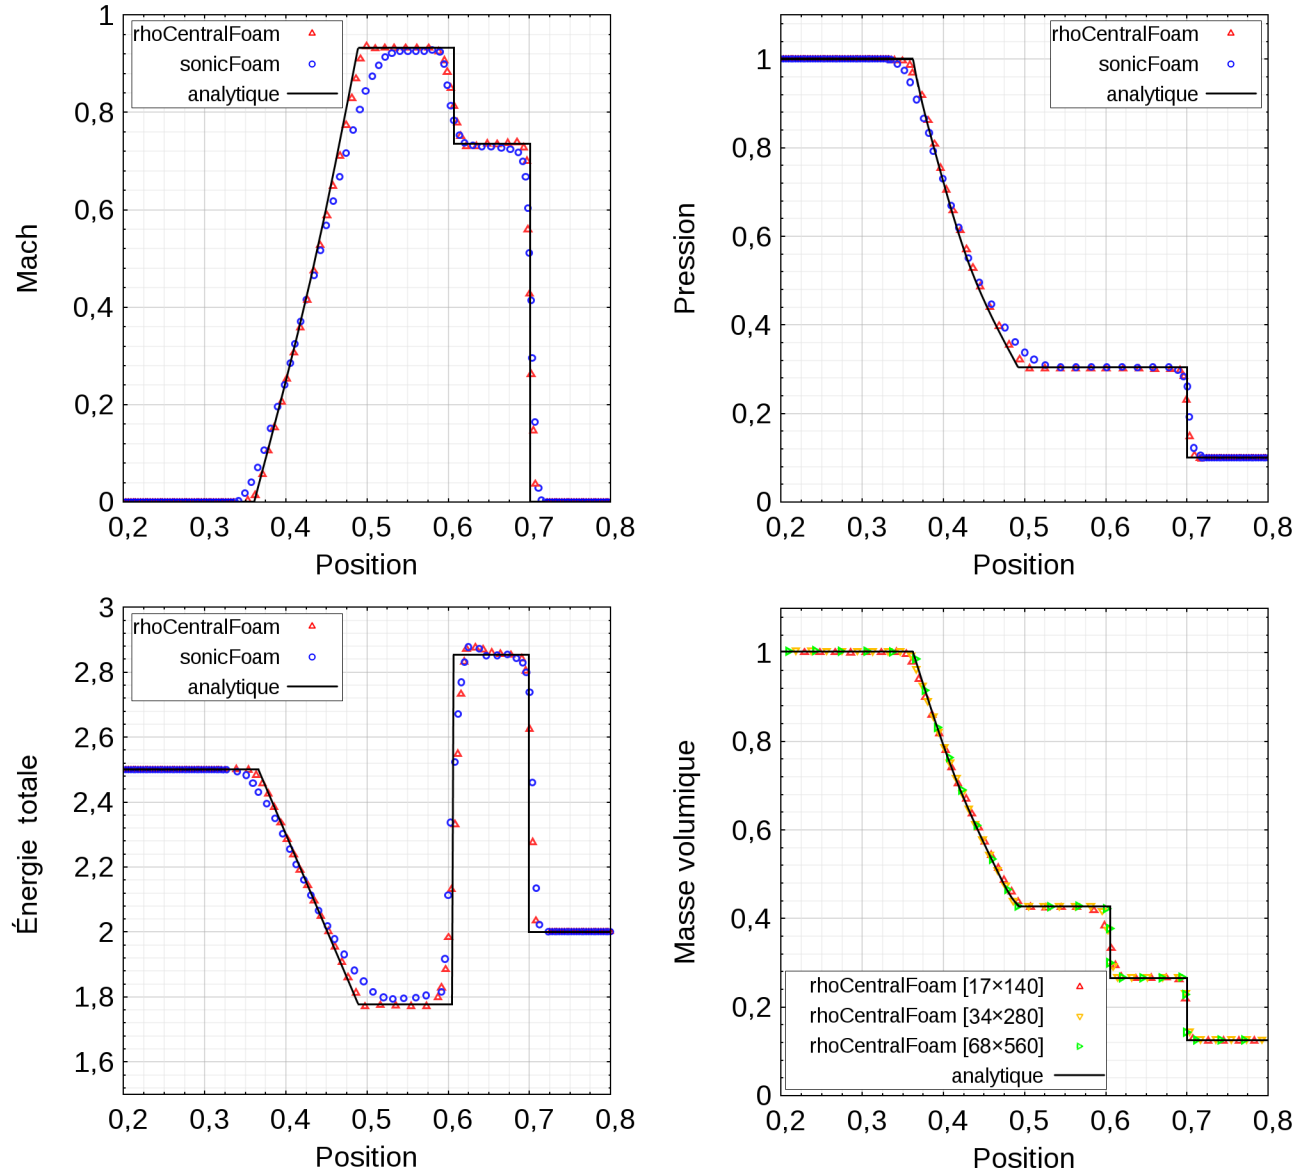 1
0,8
0,6
0,4
0,2
0
Mach
rhoCentralFoam
sonicFoam
analytique
0,2 0,3 0,4 0,5 0,6 0,7 0,8
Position
1
0,8
0,6
0,4
0,2
0
Pression
rhoCentralFoam
sonicFoam
analytique
0,2 0,3 0,4 0,5 0,6 0,7 0,8
Position
3
2,8
2,6
2,4
2,2
2
1,8
1,6
Énergie totale
rhoCentralFoam
sonicFoam
analytique
0,2 0,3 0,4 0,5 0,6 0,7 0,8
Position
1
0,8
0,6
0,4
0,2
0
Masse volumique
rhoCentralFoam [17×140]
rhoCentralFoam [34×280]
rhoCentralFoam [68×560]
analytique
0,2 0,3 0,4 0,5 0,6 0,7 0,8
Position